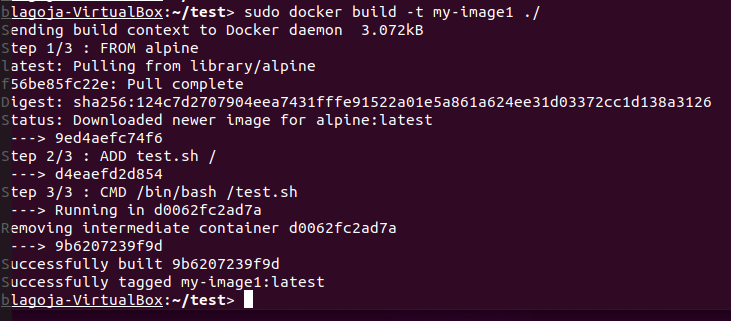 blagoja-VirtualBox:~/test> sudo docker build -t my-image1 ./
Sending build context to Docker daemon  3.072kB
Step 1/3 : FROM alpine
latest: Pulling from library/alpine
f56be85fc22e: Pull complete
Digest: sha256:124c7d2707904eea7431fffe91522a01e5a861a624ee31d03372cc1d138a3126
Status: Downloaded newer image for alpine:latest
 ---> 9ed4aefc74f6
Step 2/3 : ADD test.sh /
 ---> d4eaefd2d854
Step 3/3 : CMD /bin/bash /test.sh
 ---> Running in d0062fc2ad7a
Removing intermediate container d0062fc2ad7a
 ---> 9b6207239f9d
Successfully built 9b6207239f9d
Successfully tagged my-image1:latest
blagoja-VirtualBox:~/test>